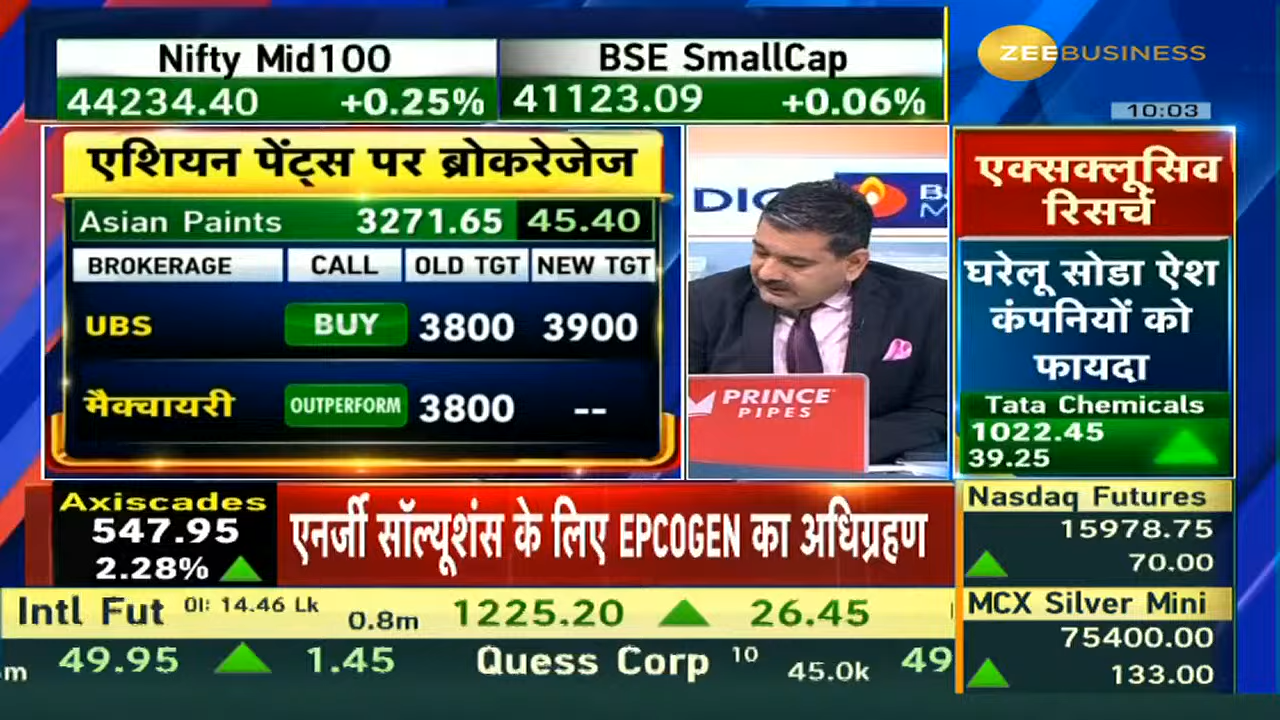 Nifty Mid100
44234.40 +0.25%
BSE SmallCap
41123.09 +0.06%
ZEEBUSINESS
10:03
एशियन पेंट्स पर ब्रोकरेजेज
Asian Paints 3271.65 45.40
BROKERAGE CALL OLD TGT NEW TGT
UBS BUY 3800 3900
मैक्वायरी OUTPERFORM 3800 --
PRINCE
PIPES
एक्सक्लूसिव
रिसर्च
घरेलू सोडा ऐश
कंपनियों को
फायदा
Tata Chemicals
1022.45
39.25
Axiscades
547.95
2.28%
एनर्जी सॉल्यूशंस के लिए EPCOGEN का अधिग्रहण
Nasdaq Futures
15978.75
70.00
MCX Silver Mini
75400.00
133.00
Intl Fut OI: 14.46 Lk 0.8m 1225.20 26.45
m 49.95 1.45 Quess Corp 10 45.0k 49